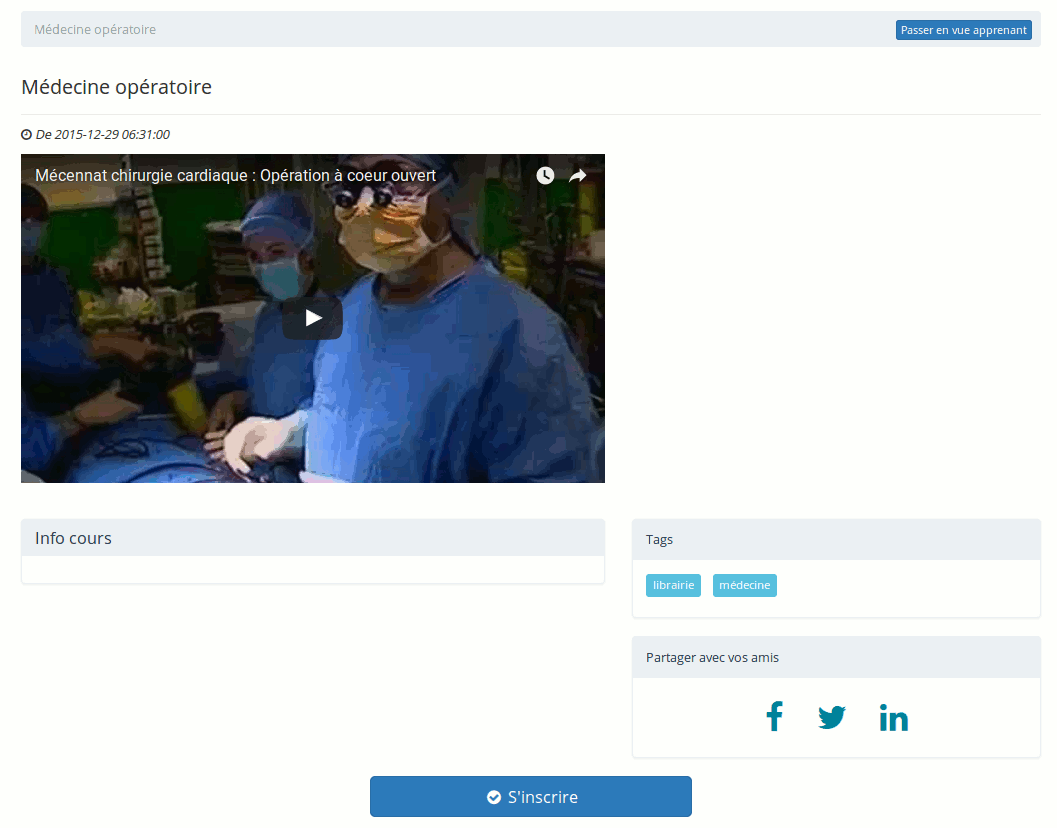 Médecine opératoire
Passer en vue apprenant
Médecine opératoire
De 2015-12-29 06:31:00
Mécennat chirurgie cardiaque : Opération à coeur ouvert
Info cours
Tags
librairie médecine
Partager avec vos amis
S'inscrire